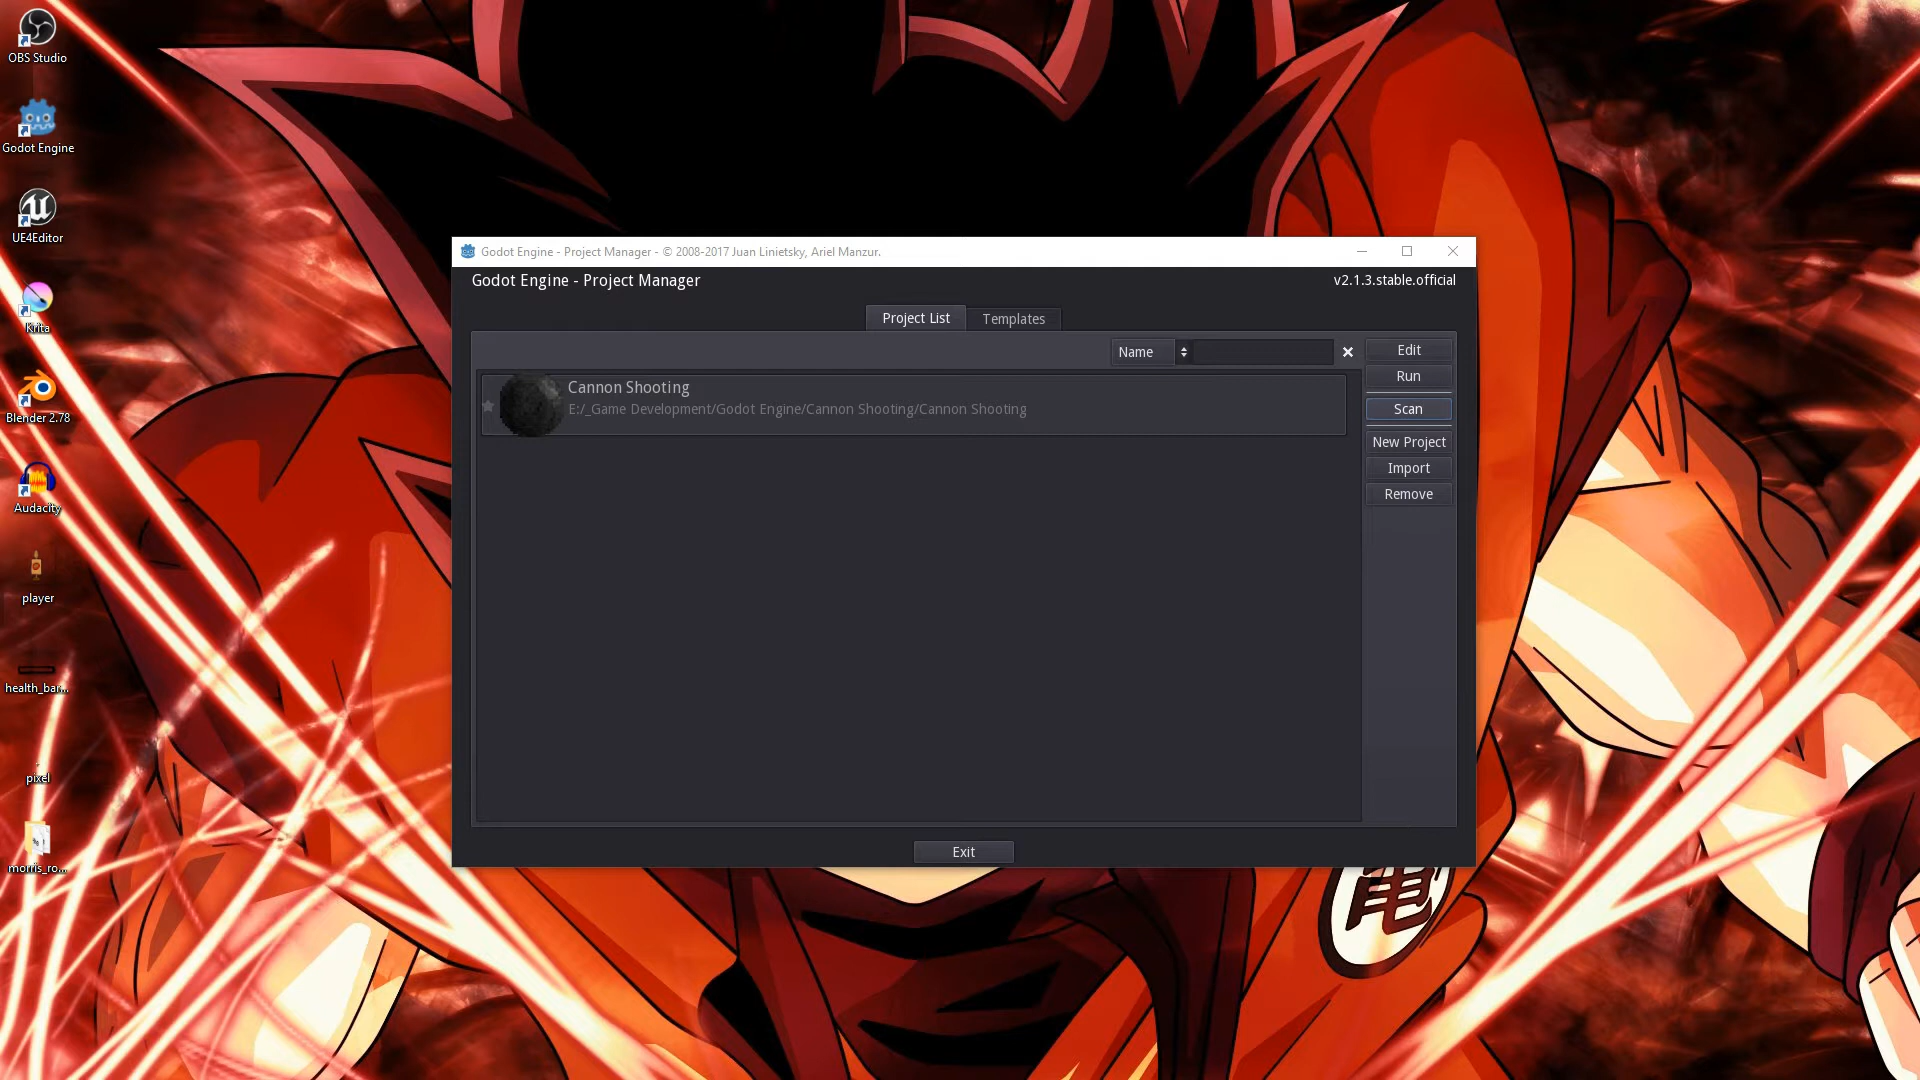 OBS Studio
Godot Engine
UE4Editor
Krita
Blender 2.78
Audacity
player
health_bar...
pixel
morris_ro...
Godot Engine - Project Manager - © 2008-2017 Juan Linietsky, Ariel Manzur.
Godot Engine - Project Manager
v2.1.3.stable.official
Project List
Templates
Name
Cannon Shooting
E:/_Game Development/Godot Engine/Cannon Shooting/Cannon Shooting
Edit
Run
Scan
New Project
Import
Remove
Exit
亀